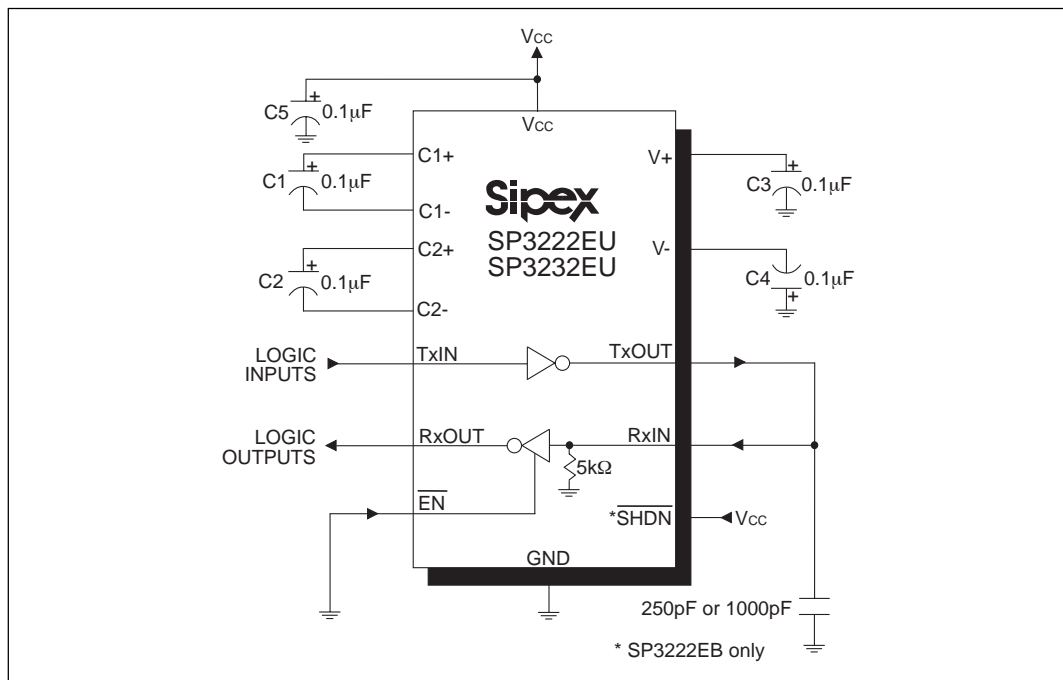 VCC
C5
+
0.1µF
VCC
C1+
V+
C1
+
0.1µF
C3
+
0.1µF
C1-
Sipex
SP3222EU
SP3232EU
C2+
V-
C2
+
0.1µF
C4
+
0.1µF
C2-
LOGIC
INPUTS
TxIN
TxOUT
LOGIC
OUTPUTS
RxOUT
RxIN
5kΩ
EN
*SHDN
VCC
GND
250pF or 1000pF
* SP3222EB only